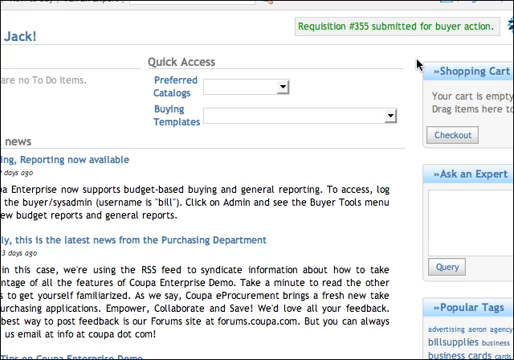 Requisition #355 submitted for buyer action.
Jack!
Quick Access
are no To Do items.
Preferred
Catalogs
Buying
Templates
»Shopping Cart
Your cart is empty
Drag items here to
Checkout
news
ing, Reporting now available
days ago
pa Enterprise now supports budget-based buying and general reporting. To access, log
the buyer/sysadmin (username is "bill"). Click on Admin and see the Buyer Tools menu
ew budget reports and general reports.
»Ask an Expert
Query
ly, this is the latest news from the Purchasing Department
3 days ago
in this case, we're using the RSS feed to syndicate information about how to take
ntage of all the features of Coupa Enterprise Demo. Take a minute to read the other
s to get yourself familiarized. As we say, Coupa eProcurement brings a fresh new take
purchasing applications. Empower, Collaborate and Save! We'd love all your feedback.
best way to post feedback is our Forums site at forums.coupa.com. But you can always
us email at info at coupa dot com!
»Popular Tags
advertising aeron agency
billsupplies business
business cards